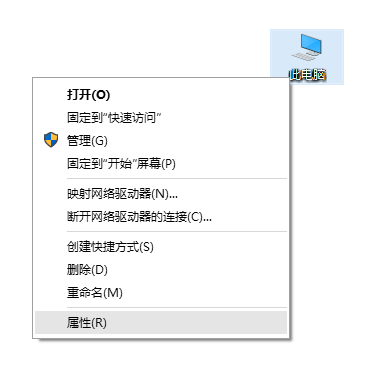 此电脑
打开(O)
固定到"快速访问"
管理(G)
固定到"开始"屏幕(P)
映射网络驱动器(N)...
断开网络驱动器的连接(C)...
创建快捷方式(S)
删除(D)
重命名(M)
属性(R)